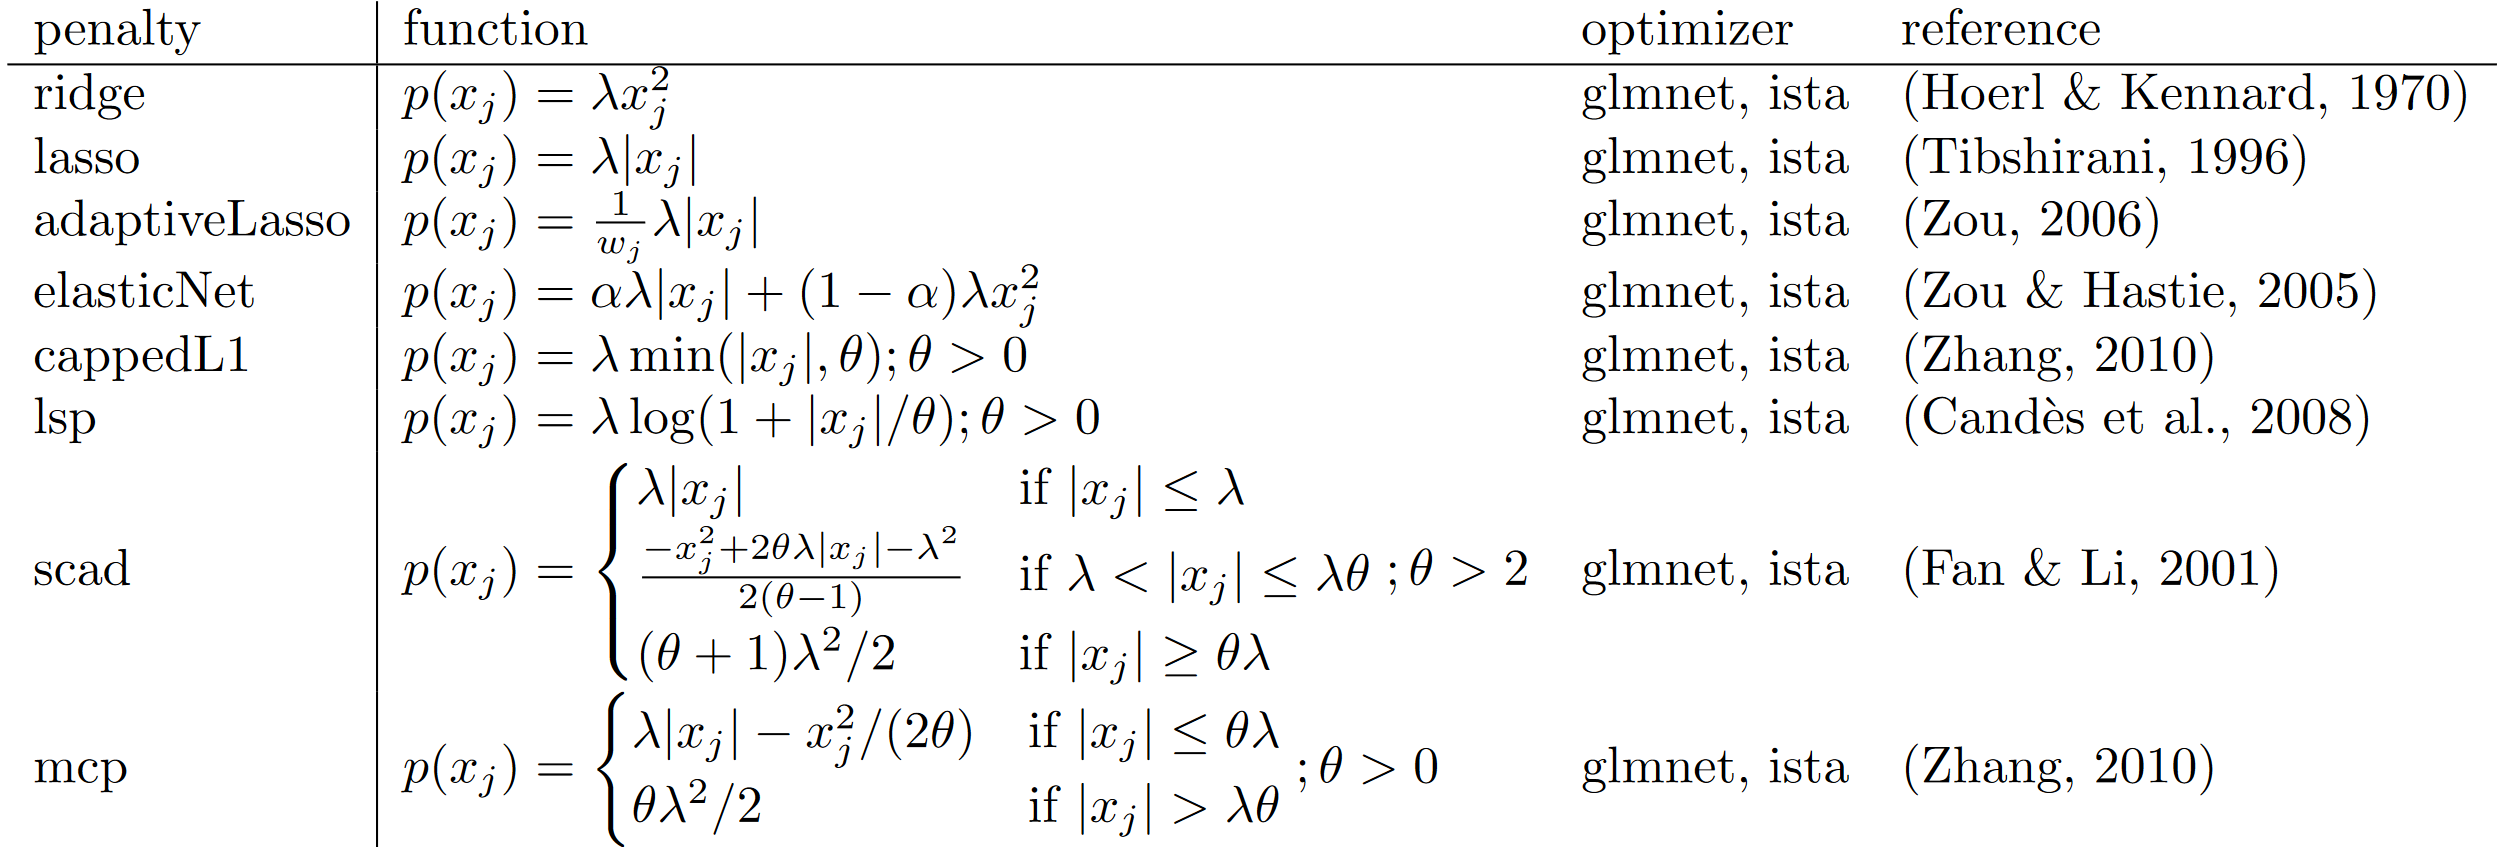 penalty function optimizer reference
ridge p(x_j) = λx_j^2 glmnet, ista (Hoerl & Kennard, 1970)
lasso p(x_j) = λ|x_j| glmnet, ista (Tibshirani, 1996)
adaptiveLasso p(x_j) = \frac{1}{w_j}λ|x_j| glmnet, ista (Zou, 2006)
elasticNet p(x_j) = αλ|x_j| + (1 − α)λx_j^2 glmnet, ista (Zou & Hastie, 2005)
cappedL1 p(x_j) = λ min(|x_j|, θ); θ > 0 glmnet, ista (Zhang, 2010)
lsp p(x_j) = λ log(1 + |x_j|/θ); θ > 0 glmnet, ista (Candès et al., 2008)
λ|x_j| if |x_j| ≤ λ
scad p(x_j) = { \frac{−x_j^2+2θλ|x_j|−λ^2}{2(θ−1)} if λ < |x_j| ≤ λθ ; θ > 2 glmnet, ista (Fan & Li, 2001)
(θ + 1)λ^2/2 if |x_j| ≥ θλ
λ|x_j| − x_j^2/(2θ) if |x_j| ≤ θλ
mcp p(x_j) = { ; θ > 0 glmnet, ista (Zhang, 2010)
θλ^2/2 if |x_j| > λθ